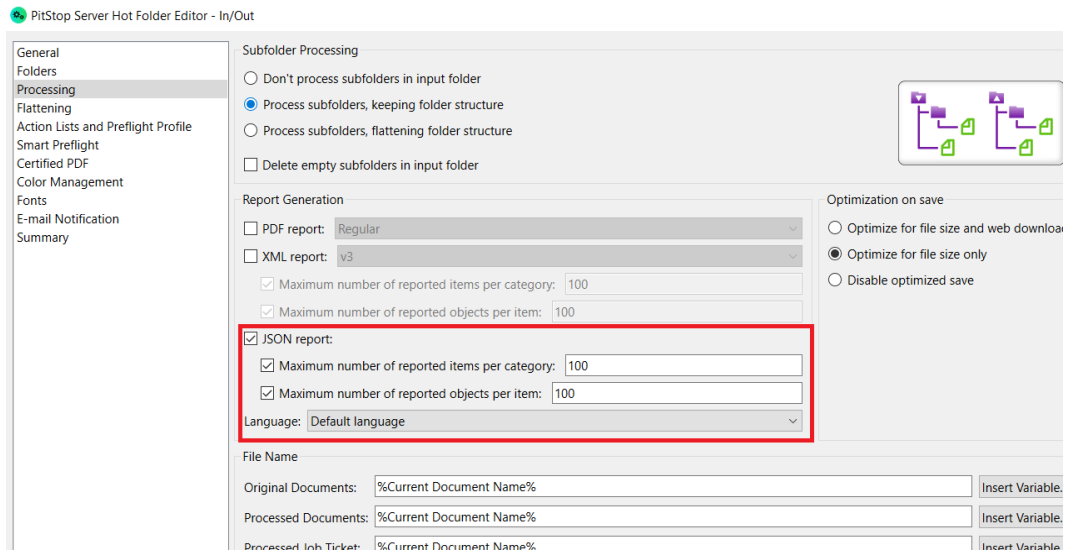 PitStop Server Hot Folder Editor - In/Out
General
Folders
Processing
Flattening
Action Lists and Preflight Profile
Smart Preflight
Certified PDF
Color Management
Fonts
E-mail Notification
Summary
Subfolder Processing
Don't process subfolders in input folder
Process subfolders, keeping folder structure
Process subfolders, flattening folder structure
Delete empty subfolders in input folder
Report Generation
PDF report: Regular
XML report: v3
Maximum number of reported items per category: 100
Maximum number of reported objects per item: 100
JSON report:
Maximum number of reported items per category: 100
Maximum number of reported objects per item: 100
Language: Default language
Optimization on save
Optimize for file size and web downloa
Optimize for file size only
Disable optimized save
File Name
Original Documents: %Current Document Name% Insert Variable.
Processed Documents: %Current Document Name% Insert Variable.
Processed Job Ticket: %Current Document Name% Insert Variable